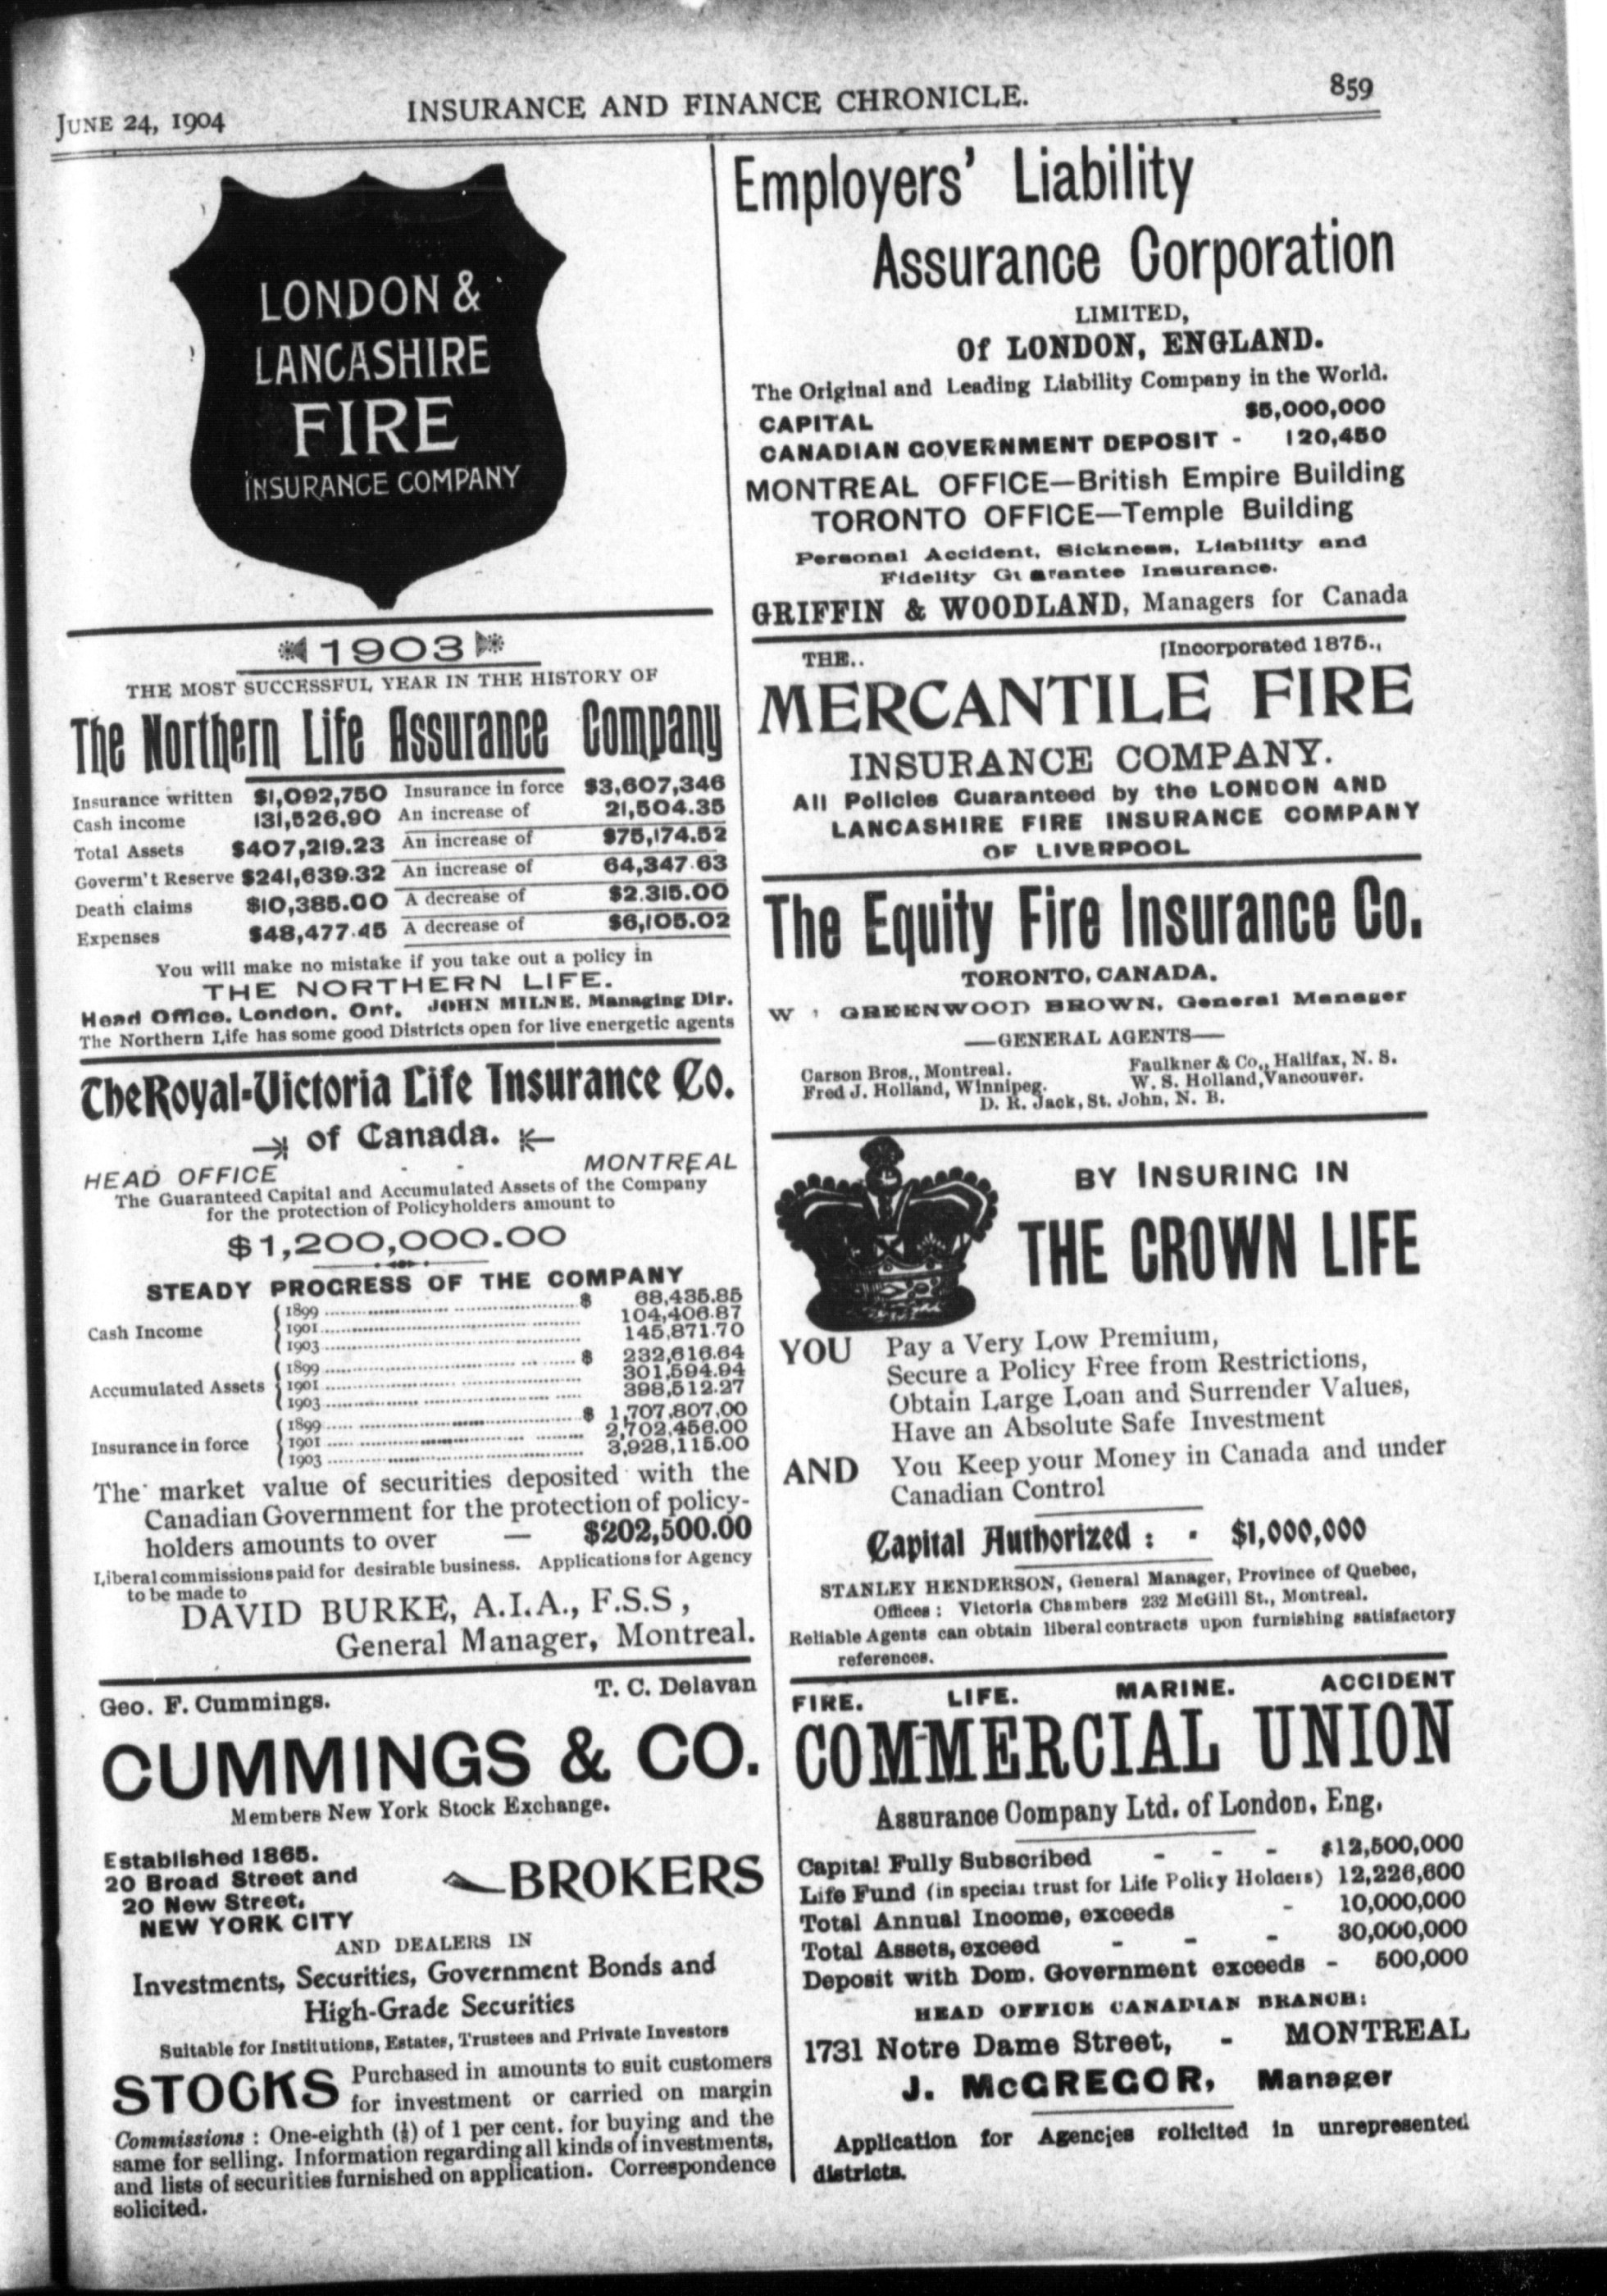 JUNE 24, 1904 INSURANCE AND FINANCE CHRONICLE. 859
LONDON &
LANCASHIRE
FIRE
INSURANCE COMPANY
1903
THE MOST SUCCESSFUL YEAR IN THE HISTORY OF
The Northern Life Assurance Company
Insurance written $1,092,750 Insurance in force $3,607,346
Cash income 131,526.90 An increase of 21,504.35
Total Assets $407,219.23 An increase of $75,174.52
Goverm't Reserve $241,639.32 An increase of 64,347.63
Death claims $10,385.00 A decrease of $2.315.00
Expenses $48,477.45 A decrease of $6,105.02
You will make no mistake if you take out a policy in
THE NORTHERN LIFE.
Head Office, London, Ont. JOHN MILNE, Managing Dir.
The Northern Life has some good Districts open for live energetic agents
The Royal-Victoria Life Insurance Co.
of Canada.
HEAD OFFICE - - MONTREAL
The Guaranteed Capital and Accumulated Assets of the Company
for the protection of Policyholders amount to
$1,200,000.00
STEADY PROGRESS OF THE COMPANY
1899 $ 68,435.85
Cash Income 1901 104,406.87
1903 145,871.70
1899 $ 232,616.64
Accumulated Assets 1901 301,594.94
1903 398,512.27
1899 $ 1,707,807,00
Insurance in force 1901 2,702,456.00
1903 3,928,115.00
The market value of securities deposited with the
Canadian Government for the protection of policy-
holders amounts to over — $202,500.00
Liberal commissions paid for desirable business. Applications for Agency
to be made to
DAVID BURKE, A.I.A., F.S.S,
General Manager, Montreal.
Geo. F. Cummings. T. C. Delavan
CUMMINGS & CO.
Members New York Stock Exchange.
Established 1865.
20 Broad Street and
20 New Street,
NEW YORK CITY
BROKERS
AND DEALERS IN
Investments, Securities, Government Bonds and
High-Grade Securities
Suitable for Institutions, Estates, Trustees and Private Investors
STOCKS Purchased in amounts to suit customers
for investment or carried on margin
Commissions : One-eighth (⅛) of 1 per cent. for buying and the
same for selling. Information regarding all kinds of investments,
and lists of securities furnished on application. Correspondence
solicited.
Employers' Liability
Assurance Corporation
LIMITED,
Of LONDON, ENGLAND.
The Original and Leading Liability Company in the World.
CAPITAL $5,000,000
CANADIAN GOVERNMENT DEPOSIT - 120,450
MONTREAL OFFICE—British Empire Building
TORONTO OFFICE—Temple Building
Personal Accident, Sickness, Liability and
Fidelity Guarantee Insurance.
GRIFFIN & WOODLAND, Managers for Canada
THE.. [Incorporated 1875.,
MERCANTILE FIRE
INSURANCE COMPANY.
All Policies Guaranteed by the LONDON AND
LANCASHIRE FIRE INSURANCE COMPANY
OF LIVERPOOL
The Equity Fire Insurance Co.
TORONTO, CANADA.
W GREENWOOD BROWN, General Manager
—GENERAL AGENTS—
Carson Bros., Montreal. Faulkner & Co., Halifax, N. S.
Fred J. Holland, Winnipeg. W. S. Holland, Vancouver.
D. R. Jack, St. John, N. B.
BY INSURING IN
THE CROWN LIFE
YOU Pay a Very Low Premium,
Secure a Policy Free from Restrictions,
Obtain Large Loan and Surrender Values,
Have an Absolute Safe Investment
AND You Keep your Money in Canada and under
Canadian Control
Capital Authorized : - $1,000,000
STANLEY HENDERSON, General Manager, Province of Quebec,
Offices : Victoria Chambers 232 McGill St., Montreal.
Reliable Agents can obtain liberal contracts upon furnishing satisfactory
references.
FIRE. LIFE. MARINE. ACCIDENT
COMMERCIAL UNION
Assurance Company Ltd. of London, Eng.
Capital Fully Subscribed - - - $12,500,000
Life Fund (in special trust for Life Policy Holders) 12,226,600
Total Annual Income, exceeds - 10,000,000
Total Assets, exceed - - - 30,000,000
Deposit with Dom. Government exceeds - 500,000
HEAD OFFICE CANADIAN BRANCH:
1731 Notre Dame Street, - MONTREAL
J. McGREGOR, Manager
Application for Agencies solicited in unrepresented
districts.